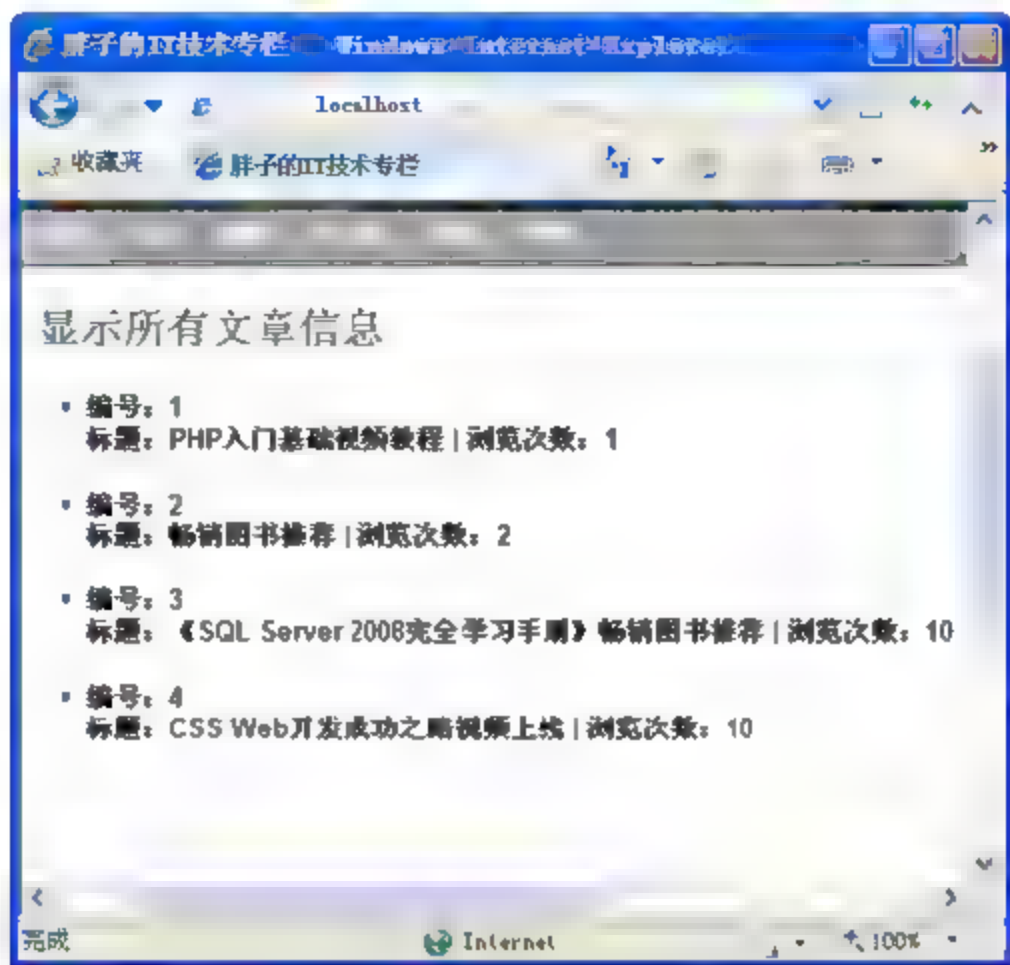 胖子的IT技术专栏 Windows Internet Explorer
localhost
收藏夹 胖子的IT技术专栏
显示所有文章信息
编号：1
标题：PHP入门基础视频教程 | 浏览次数：1
编号：2
标题：畅销图书推荐 | 浏览次数：2
编号：3
标题：《SQL Server 2008完全学习手册》畅销图书推荐 | 浏览次数：10
编号：4
标题：CSS Web开发成功之路视频上线 | 浏览次数：10
完成 Internet 100%